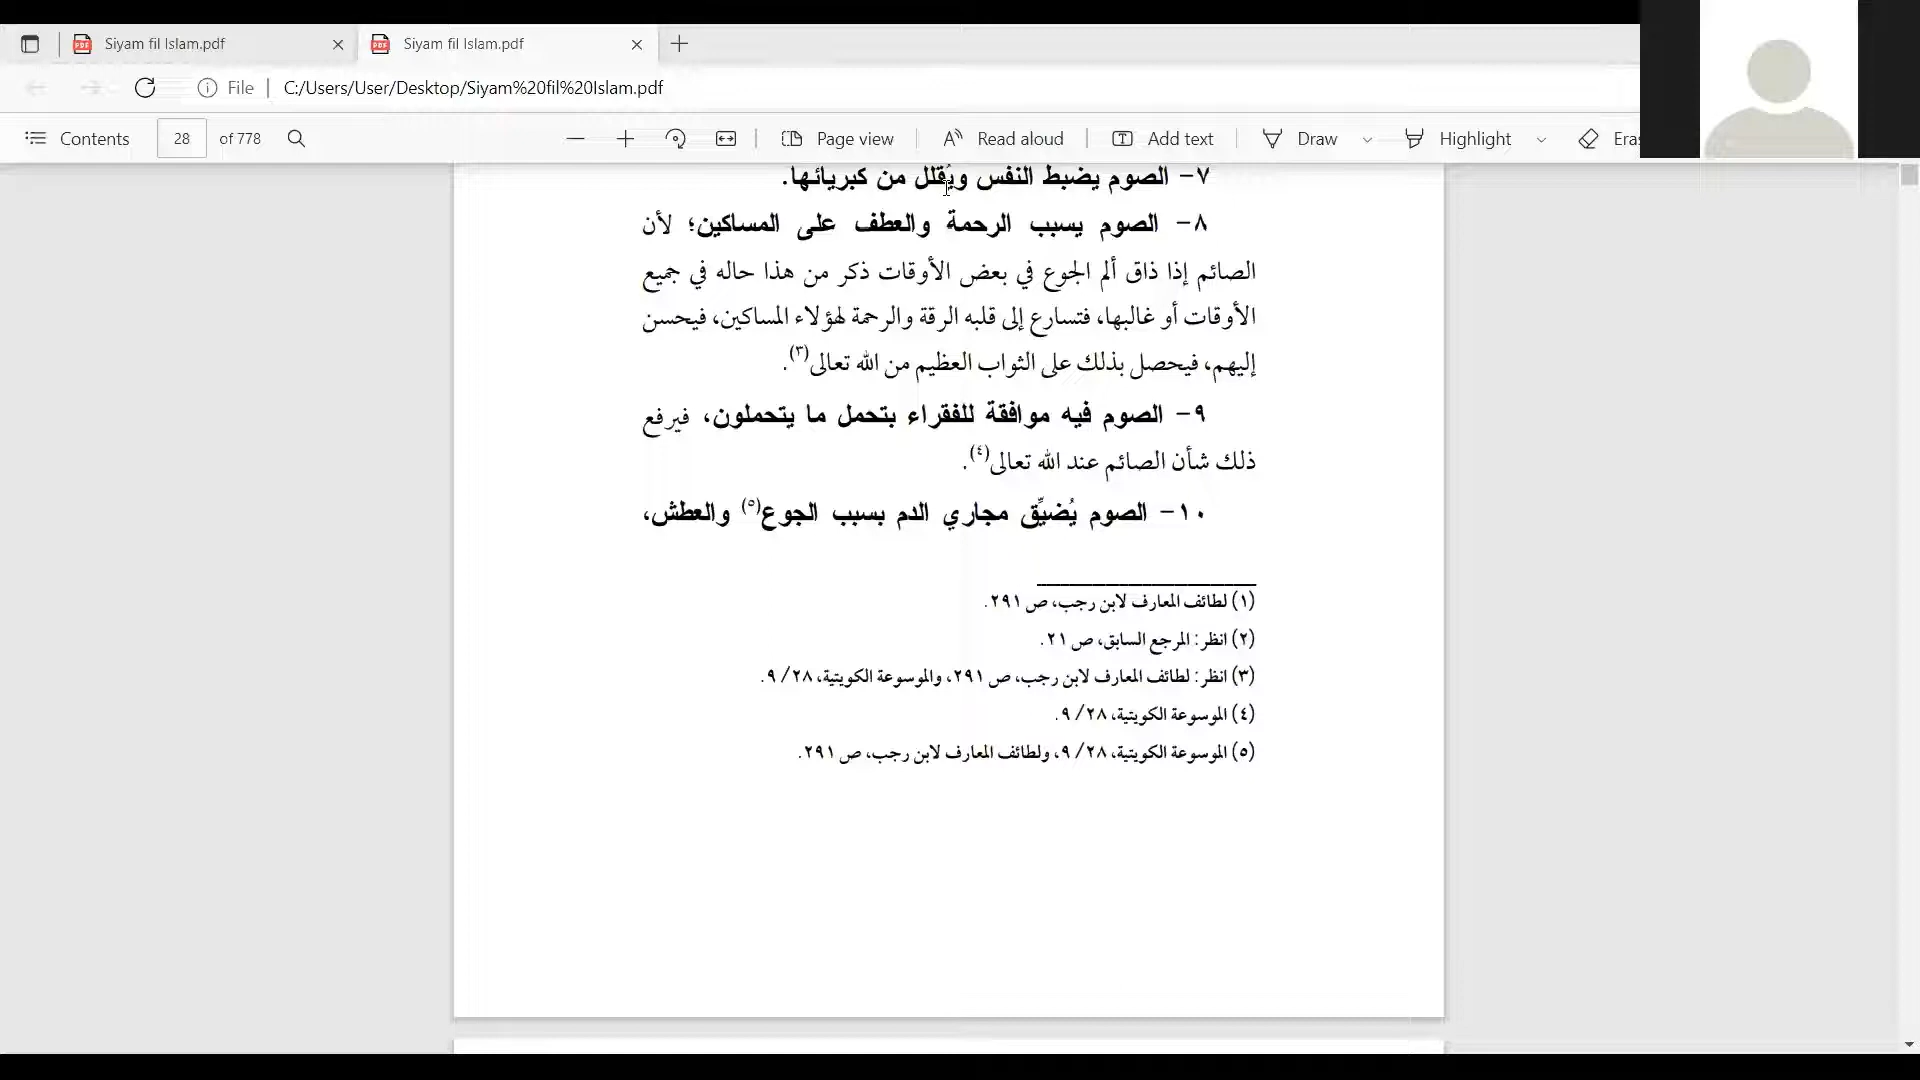 Siyam fil Islam.pdf
Siyam fil Islam.pdf
File
C:/Users/User/Desktop/Siyam%20fil%20Islam.pdf
Contents
28
of 778
Page view
Read aloud
Add text
Draw
Highlight
Eras
٧- الصوم يضبط النفس ويُقلل من كبريائها.
٨- الصوم يسبب الرحمة والعطف على المساكين؛ لأن
الصائم إذا ذاق ألم الجوع في بعض الأوقات ذكر من هذا حاله في جميع
الأوقات أو غالبها، فتسارع إلى قلبه الرقة والرحمة لهؤلاء المساكين، فيحسن
إليهم، فيحصل بذلك على الثواب العظيم من الله تعالى(٣).
٩- الصوم فيه موافقة للفقراء بتحمل ما يتحملون، فيرفع
ذلك شأن الصائم عند الله تعالى(٤).
١٠- الصوم يُضيِّق مجاري الدم بسبب الجوع(٥) والعطش،
(١) لطائف المعارف لابن رجب، ص ٢٩١.
(٢) انظر: المرجع السابق، ص ٢١.
(٣) انظر: لطائف المعارف لابن رجب، ص ٢٩١، والموسوعة الكويتية، ٢٨/ ٩.
(٤) الموسوعة الكويتية، ٢٨/ ٩.
(٥) الموسوعة الكويتية، ٢٨/ ٩، ولطائف المعارف لابن رجب، ص ٢٩١.